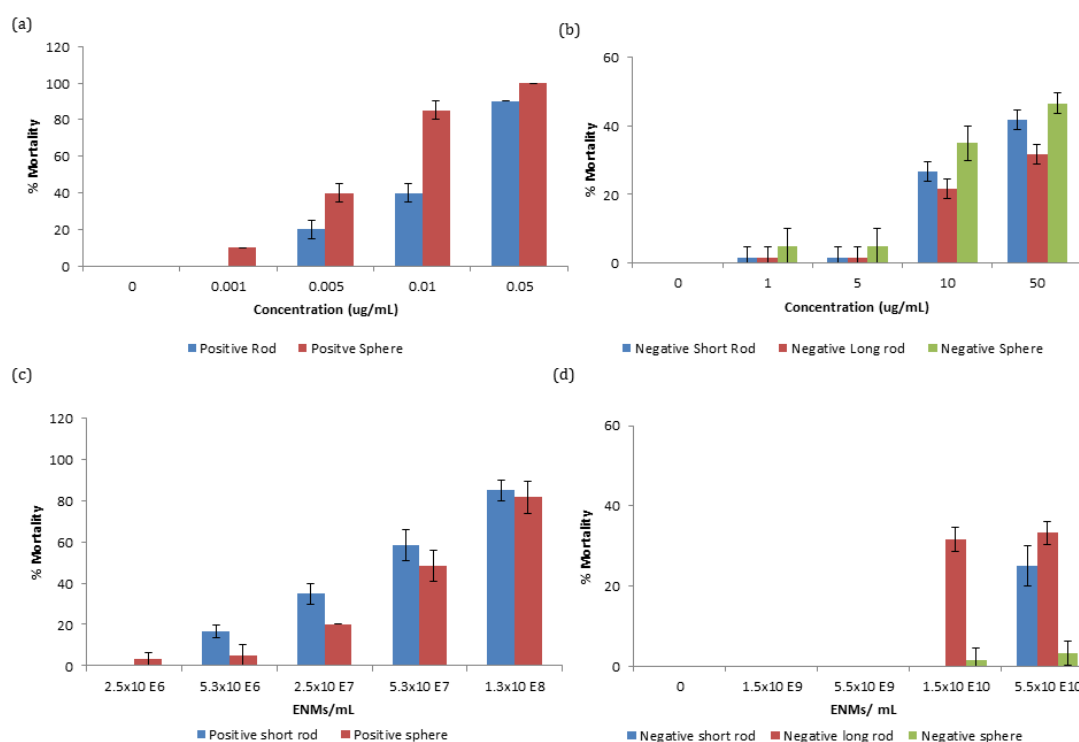 (a)
120
100
80
60
40
20
0
% Mortality
0 0.001 0.005 0.01 0.05
Concentration (ug/mL)
Positive Rod Positve Sphere
(b)
60
40
20
0
% Mortality
0 1 5 10 50
Concentration (ug/mL)
Negative Short Rod Negative Long rod Negative Sphere
(c)
120
100
80
60
40
20
0
% Mortality
2.5x10 E6 5.3x10 E6 2.5x10 E7 5.3x10 E7 1.3x10 E8
ENMs/mL
Positive short rod Positive sphere
(d)
60
40
20
0
% Mortality
0 1.5x10 E9 5.5x10 E9 1.5x10 E10 5.5x10 E10
ENMs/ mL
Negative short rod Negative long rod Negative sphere